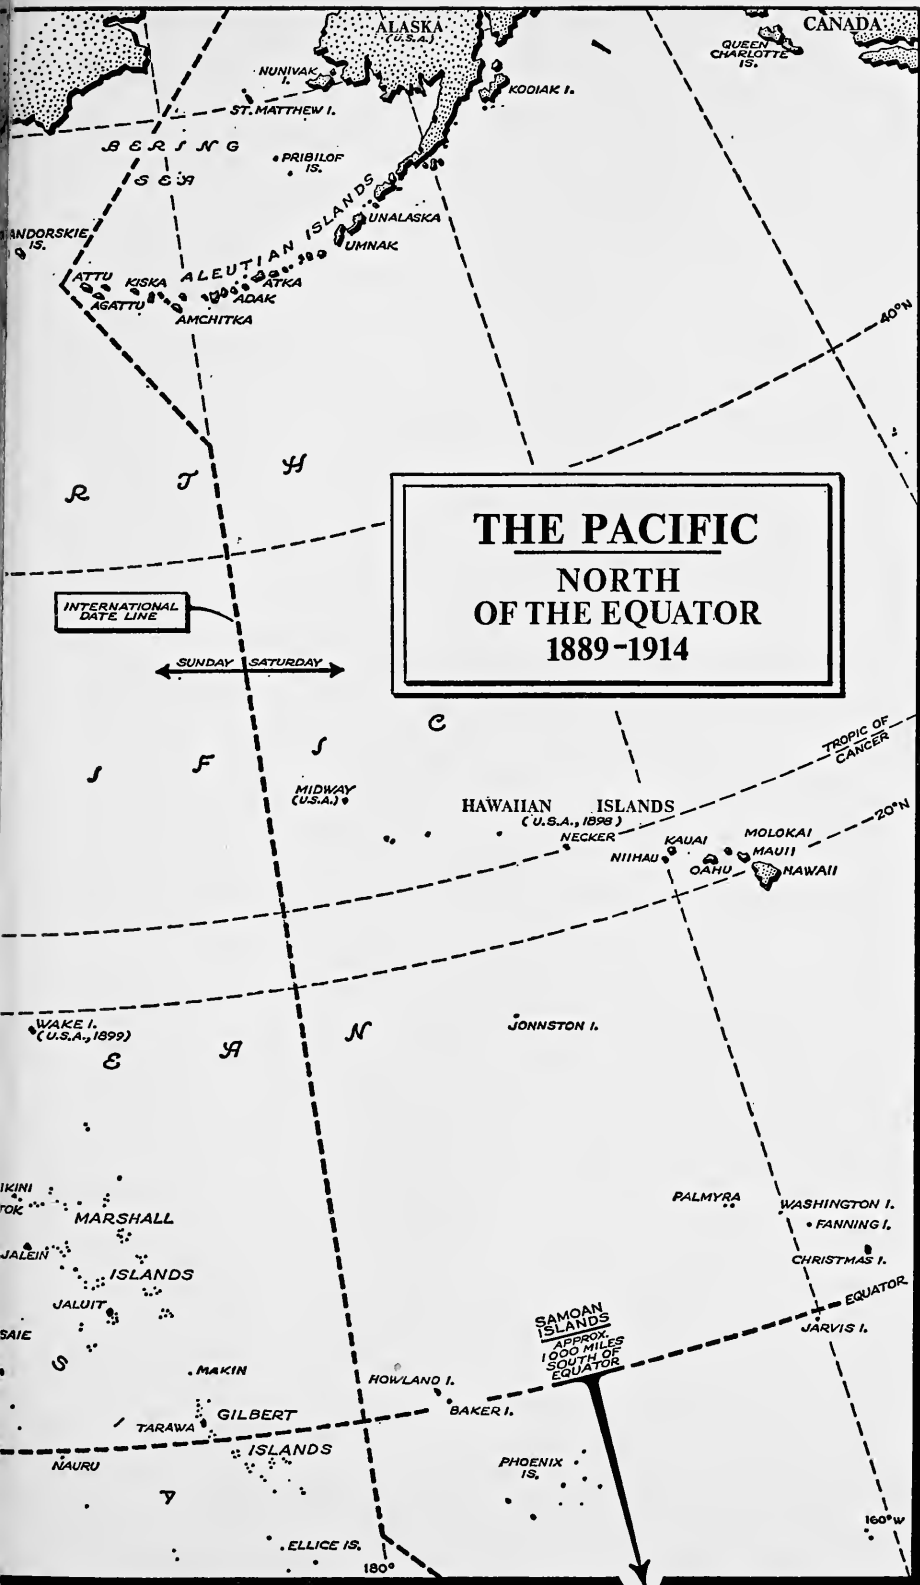 ALASKA
(U.S.A.)
CANADA
QUEEN
CHARLOTTE
IS.
NUNIVAK
I.
KODIAK I.
ST. MATTHEW I.
BERING
SEA
PRIBILOF
IS.
ANDORSKIE
IS.
ALEUTIAN ISLANDS
UNALASKA
UMNAK
ATTU
KISKA
ATKA
AGATTU
ADAK
AMCHITKA
40°N
R T H
THE PACIFIC
NORTH
OF THE EQUATOR
1889-1914
INTERNATIONAL
DATE LINE
SUNDAY SATURDAY
I F I C
TROPIC OF
CANCER
MIDWAY
(U.S.A.)
HAWAIIAN ISLANDS
(U.S.A., 1898)
20°N
NECKER
KAUAI
MOLOKAI
NIIHAU
MAUI
OAHU
HAWAII
WAKE I.
(U.S.A., 1899)
JOHNSTON I.
E A N
IKINI
TOK
MARSHALL
PALMYRA
WASHINGTON I.
FANNING I.
JALEIN
CHRISTMAS I.
ISLANDS
JALUIT
EQUATOR
SAMOAN
ISLANDS
APPROX.
1000 MILES
SOUTH OF
EQUATOR
JARVIS I.
SAIE
S
MAKIN
HOWLAND I.
GILBERT
BAKER I.
TARAWA
ISLANDS
NAURU
PHOENIX
IS.
A
160°W
ELLICE IS.
180°